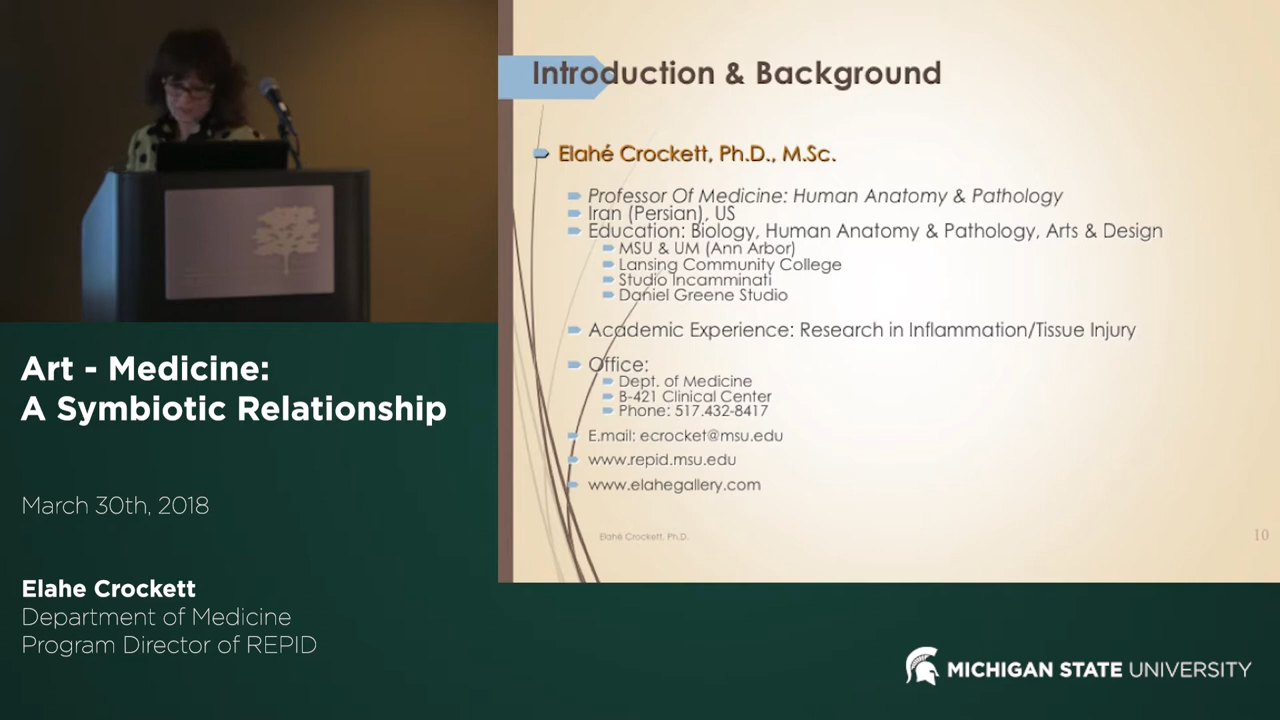 Introduction & Background
Elahé Crockett, Ph.D., M.Sc.
Professor Of Medicine: Human Anatomy & Pathology
Iran (Persian), US
Education: Biology, Human Anatomy & Pathology, Arts & Design
MSU & UM (Ann Arbor)
Lansing Community College
Studio Incamminati
Daniel Greene Studio
Academic Experience: Research in Inflammation/Tissue Injury
Office:
Dept. of Medicine
B-421 Clinical Center
Phone: 517.432-8417
E.mail: ecrocket@msu.edu
www.repid.msu.edu
www.elahegallery.com
Elahé Crockett, Ph.D.
10
Art - Medicine:
A Symbiotic Relationship
March 30th, 2018
Elahe Crockett
Department of Medicine
Program Director of REPID
MICHIGAN STATE UNIVERSITY